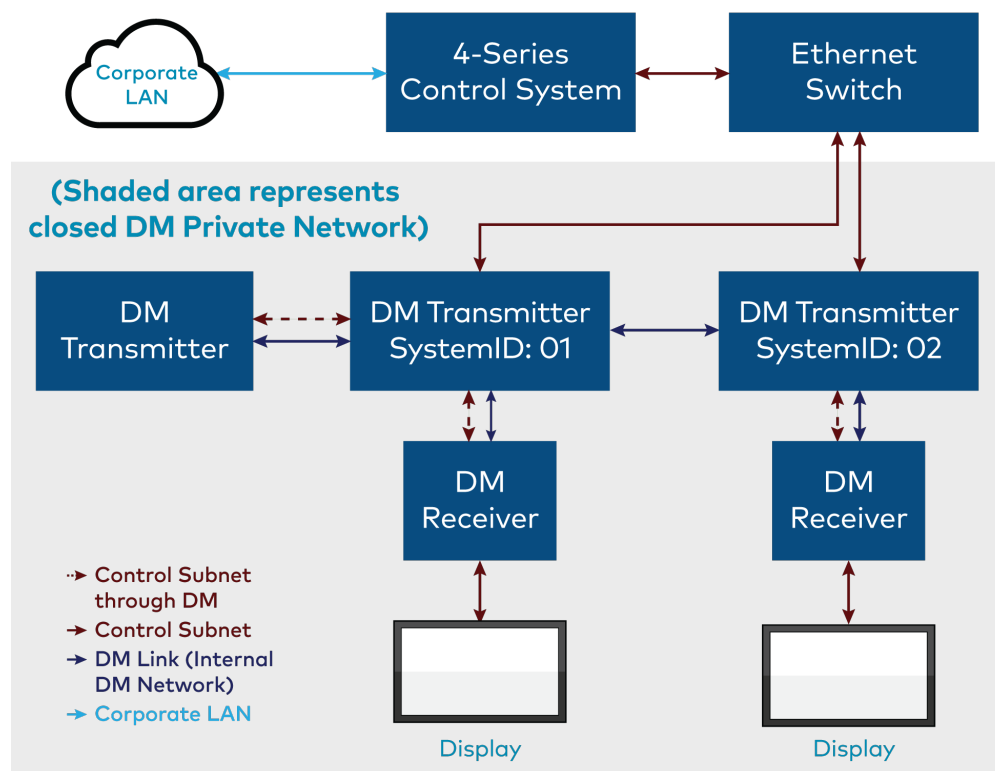 Corporate
LAN
4-Series
Control System
Ethernet
Switch
(Shaded area represents
closed DM Private Network)
DM
Transmitter
DM Transmitter
SystemID: 01
DM Transmitter
SystemID: 02
DM
Receiver
DM
Receiver
Control Subnet
through DM
Control Subnet
DM Link (Internal
DM Network)
Corporate LAN
Display
Display